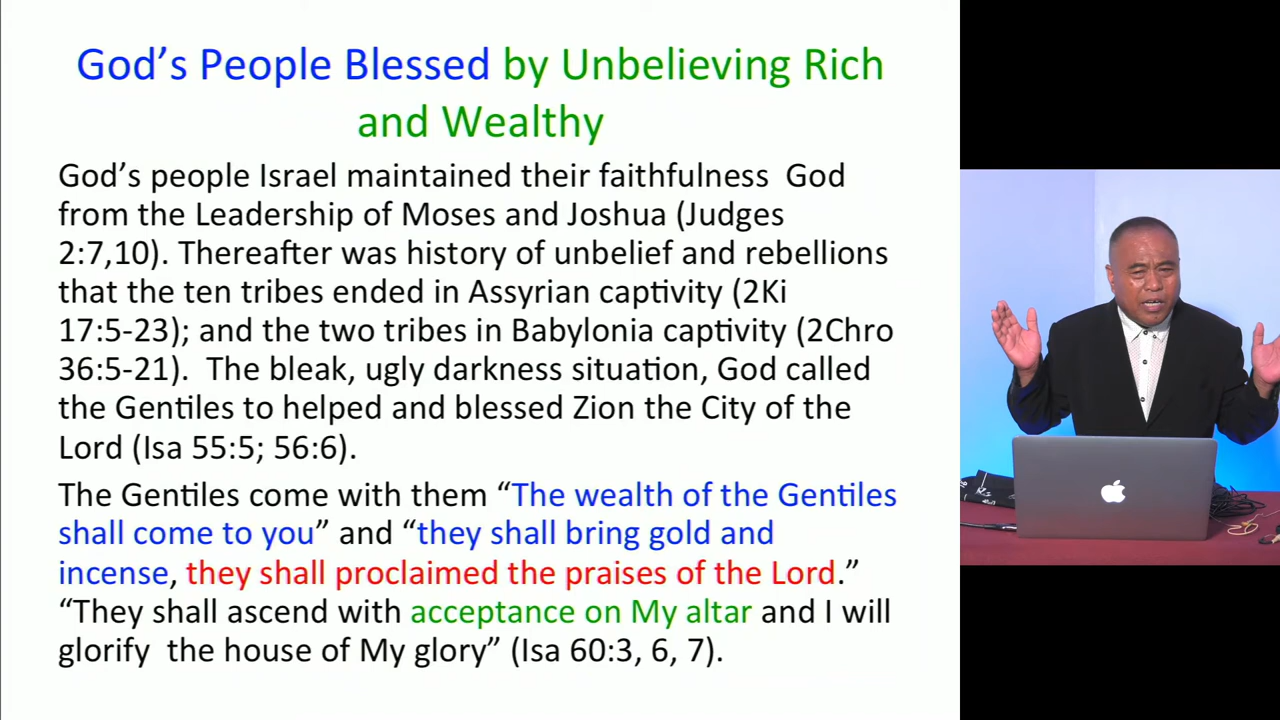 God’s People Blessed by Unbelieving Rich
and Wealthy
God’s people Israel maintained their faithfulness  God
from the Leadership of Moses and Joshua (Judges
2:7,10). Thereafter was history of unbelief and rebellions
that the ten tribes ended in Assyrian captivity (2Ki
17:5-23); and the two tribes in Babylonia captivity (2Chro
36:5-21).  The bleak, ugly darkness situation, God called
the Gentiles to helped and blessed Zion the City of the
Lord (Isa 55:5; 56:6).
The Gentiles come with them “The wealth of the Gentiles
shall come to you” and “they shall bring gold and
incense, they shall proclaimed the praises of the Lord.”
“They shall ascend with acceptance on My altar and I will
glorify  the house of My glory” (Isa 60:3, 6, 7).